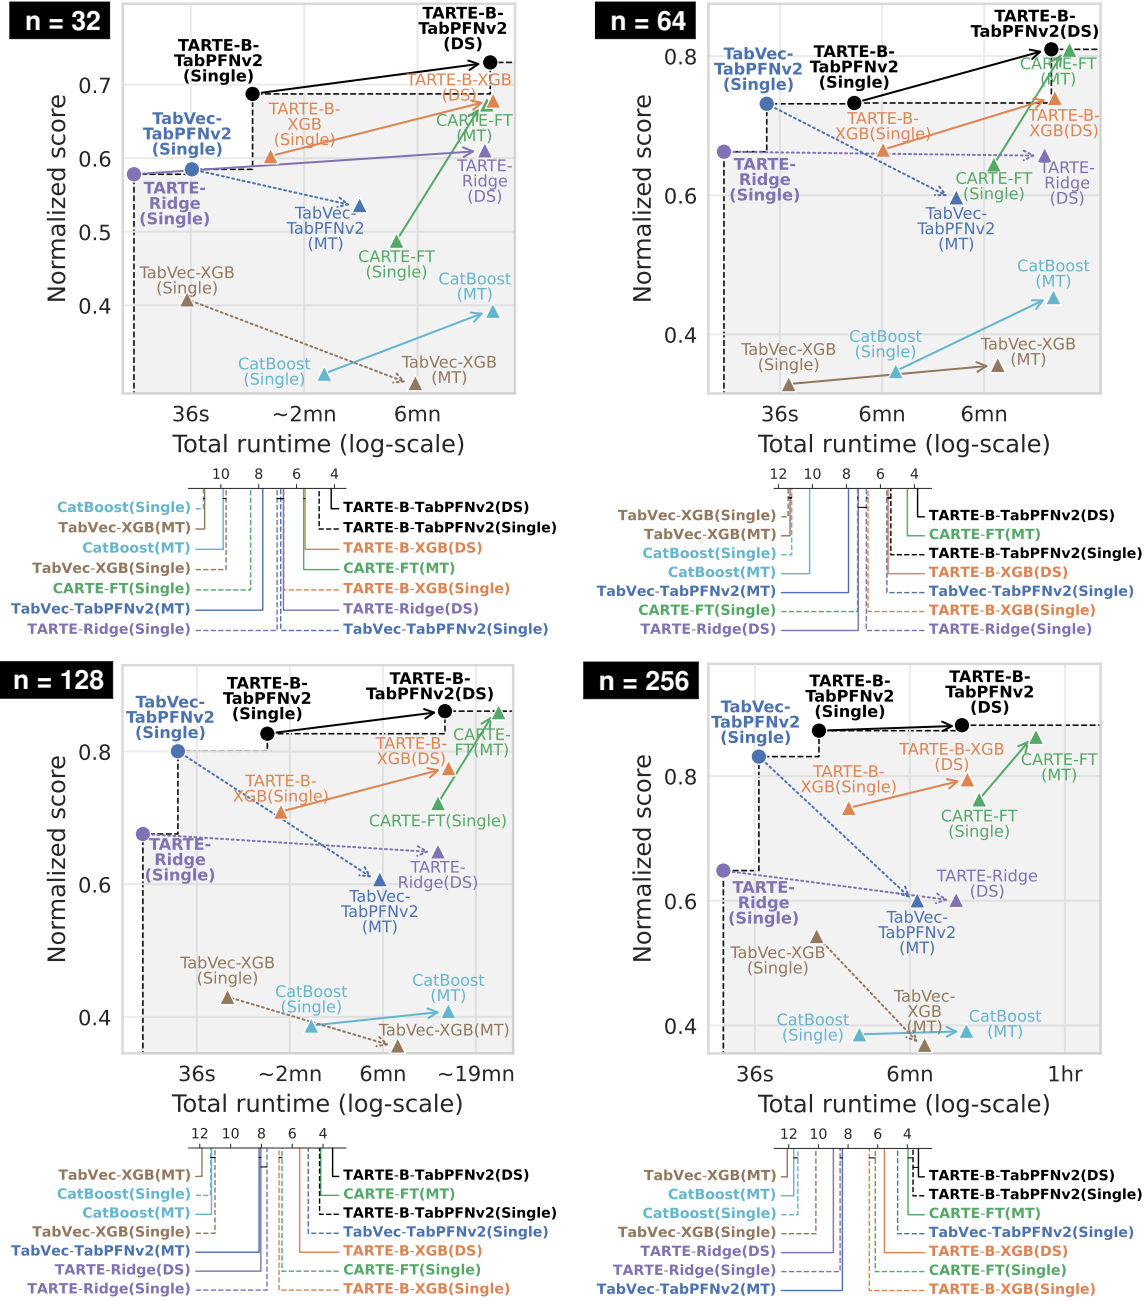 n = 32
TARTE-B-
TabPFNv2
(DS)
TARTE-B-
TabPFNv2
(Single)
TARTE-B-XGB
(DS)
TARTE-B-
XGB
(Single)
CARTE-FT
(MT)
TabVec-
TabPFNv2
(Single)
TARTE-
Ridge
(Single)
TARTE-
Ridge
(DS)
TabVec-
TabPFNv2
(MT)
CARTE-FT
(Single)
TabVec-XGB
(Single)
CatBoost
(MT)
CatBoost
(Single)
TabVec-XGB
(MT)
Normalized score
0.7
0.6
0.5
0.4
36s
~2mn
6mn
Total runtime (log-scale)
10
8
6
4
CatBoost(Single)
TabVec-XGB(MT)
CatBoost(MT)
TabVec-XGB(Single)
CARTE-FT(Single)
TabVec-TabPFNv2(MT)
TARTE-Ridge(Single)
TARTE-B-TabPFNv2(DS)
TARTE-B-TabPFNv2(Single)
TARTE-B-XGB(DS)
CARTE-FT(MT)
TARTE-B-XGB(Single)
TARTE-Ridge(DS)
TabVec-TabPFNv2(Single)
n = 64
TARTE-B-
TabPFNv2(DS)
TabVec-
TabPFNv2
(Single)
TARTE-B-
TabPFNv2
(Single)
CARTE-FT
(MT)
TARTE-B-
XGB(Single)
TARTE-B-
XGB(DS)
TARTE-
Ridge
(Single)
CARTE-FT
(Single)
TARTE-
Ridge
(DS)
TabVec-
TabPFNv2
(MT)
CatBoost
(MT)
TabVec-XGB
(Single)
CatBoost
(Single)
TabVec-XGB
(MT)
Normalized score
0.8
0.6
0.4
36s
6mn
6mn
Total runtime (log-scale)
12
10
8
6
4
TabVec-XGB(Single)
TabVec-XGB(MT)
CatBoost(Single)
CatBoost(MT)
TabVec-TabPFNv2(MT)
CARTE-FT(Single)
TARTE-Ridge(DS)
TARTE-B-TabPFNv2(DS)
CARTE-FT(MT)
TARTE-B-TabPFNv2(Single)
TARTE-B-XGB(DS)
TabVec-TabPFNv2(Single)
TARTE-B-XGB(Single)
TARTE-Ridge(Single)
n = 128
TabVec-
TabPFNv2
(Single)
TARTE-B-
TabPFNv2
(Single)
TARTE-B-
TabPFNv2(DS)
TARTE-B-
XGB(DS)
CARTE-
FT(MT)
TARTE-B-
XGB(Single)
CARTE-FT(Single)
TARTE-
Ridge
(Single)
TARTE-
Ridge(DS)
TabVec-
TabPFNv2
(MT)
TabVec-XGB
(Single)
CatBoost
(Single)
CatBoost
(MT)
TabVec-XGB(MT)
Normalized score
0.8
0.6
0.4
36s
~2mn
6mn
~19mn
Total runtime (log-scale)
12
10
8
6
4
TabVec-XGB(MT)
CatBoost(Single)
CatBoost(MT)
TabVec-XGB(Single)
TabVec-TabPFNv2(MT)
TARTE-Ridge(DS)
TARTE-Ridge(Single)
TARTE-B-TabPFNv2(DS)
CARTE-FT(MT)
TARTE-B-TabPFNv2(Single)
TabVec-TabPFNv2(Single)
TARTE-B-XGB(DS)
CARTE-FT(Single)
TARTE-B-XGB(Single)
n = 256
TabVec-
TabPFNv2
(Single)
TARTE-B-
TabPFNv2
(Single)
TARTE-B-
TabPFNv2
(DS)
TARTE-B-XGB
(DS)
CARTE-FT
(MT)
TARTE-B-
XGB(Single)
CARTE-FT
(Single)
TARTE-
Ridge
(Single)
TARTE-Ridge
(DS)
TabVec-
TabPFNv2
(MT)
TabVec-XGB
(Single)
TabVec-
XGB
(MT)
CatBoost
(Single)
CatBoost
(MT)
Normalized score
0.8
0.6
0.4
36s
6mn
1hr
Total runtime (log-scale)
12
10
8
6
4
TabVec-XGB(MT)
CatBoost(MT)
CatBoost(Single)
TabVec-XGB(Single)
TARTE-Ridge(DS)
TARTE-Ridge(Single)
TabVec-TabPFNv2(MT)
TARTE-B-TabPFNv2(DS)
TARTE-B-TabPFNv2(Single)
CARTE-FT(MT)
TabVec-TabPFNv2(Single)
TARTE-B-XGB(DS)
CARTE-FT(Single)
TARTE-B-XGB(Single)